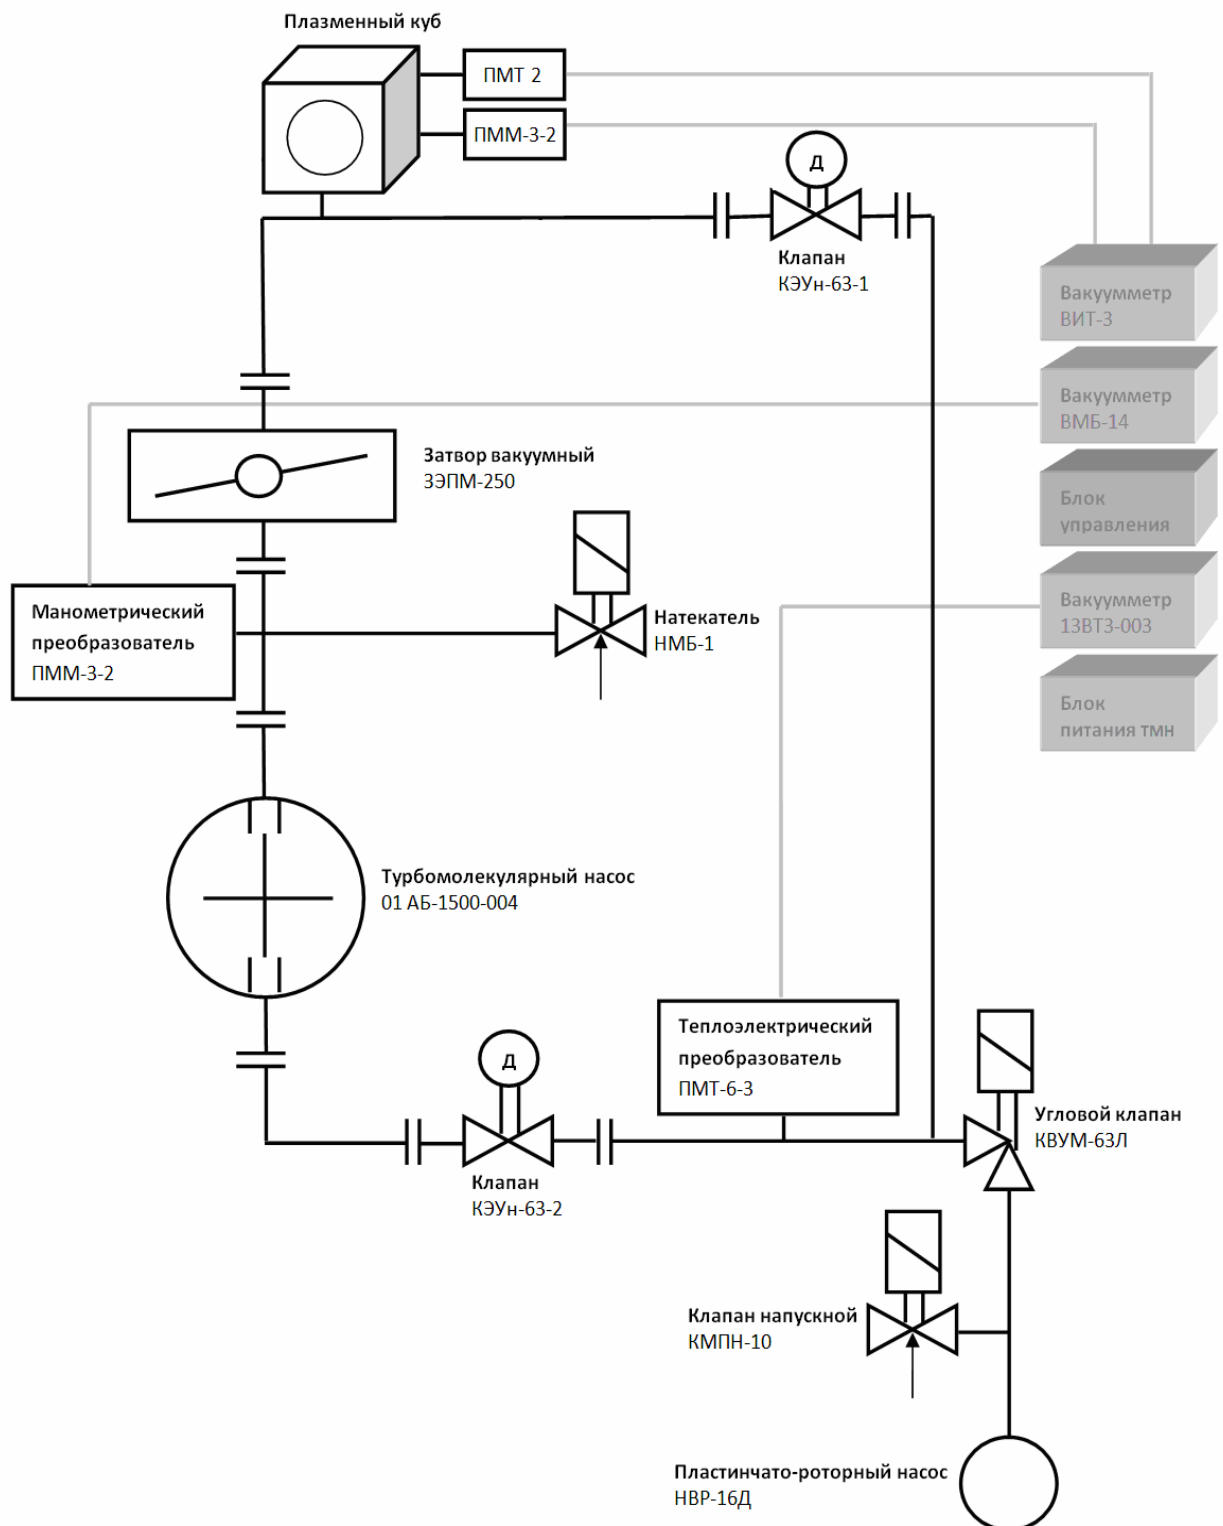 Плазменный куб
ПМТ 2
ПММ-3-2
Д
Клапан
КЭУн-63-1
Вакуумметр
ВИТ-3
Вакуумметр
ВМБ-14
Затвор вакуумный
ЗЭПМ-250
Блок
управления
Манометрический
преобразователь
ПММ-3-2
Натекатель
НМБ-1
Вакуумметр
13ВТ3-003
Блок
питания ТМН
Турбомолекулярный насос
01 АБ-1500-004
Теплоэлектрический
преобразователь
ПМТ-6-3
Д
Клапан
КЭУн-63-2
Угловой клапан
КВУМ-63Л
Клапан напускной
КМПН-10
Пластинчато-роторный насос
НВР-16Д